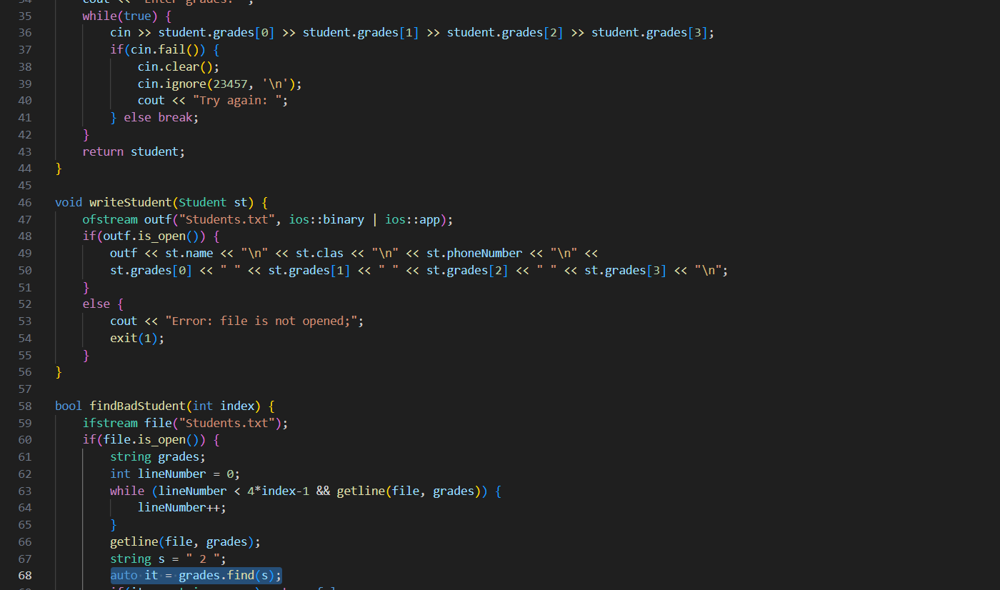 34 cout << "Enter grades: ";
35 while(true) {
36 cin >> student.grades[0] >> student.grades[1] >> student.grades[2] >> student.grades[3];
37 if(cin.fail()) {
38 cin.clear();
39 cin.ignore(23457, '\n');
40 cout << "Try again: ";
41 } else break;
42 }
43 return student;
44 }
45
46 void writeStudent(Student st) {
47 ofstream outf("Students.txt", ios::binary | ios::app);
48 if(outf.is_open()) {
49 outf << st.name << "\n" << st.clas << "\n" << st.phoneNumber << "\n" <<
50 st.grades[0] << " " << st.grades[1] << " " << st.grades[2] << " " << st.grades[3] << "\n";
51 }
52 else {
53 cout << "Error: file is not opened;";
54 exit(1);
55 }
56 }
57
58 bool findBadStudent(int index) {
59 ifstream file("Students.txt");
60 if(file.is_open()) {
61 string grades;
62 int lineNumber = 0;
63 while (lineNumber < 4*index-1 && getline(file, grades)) {
64 lineNumber++;
65 }
66 getline(file, grades);
67 string s = " 2 ";
68 auto it = grades.find(s);